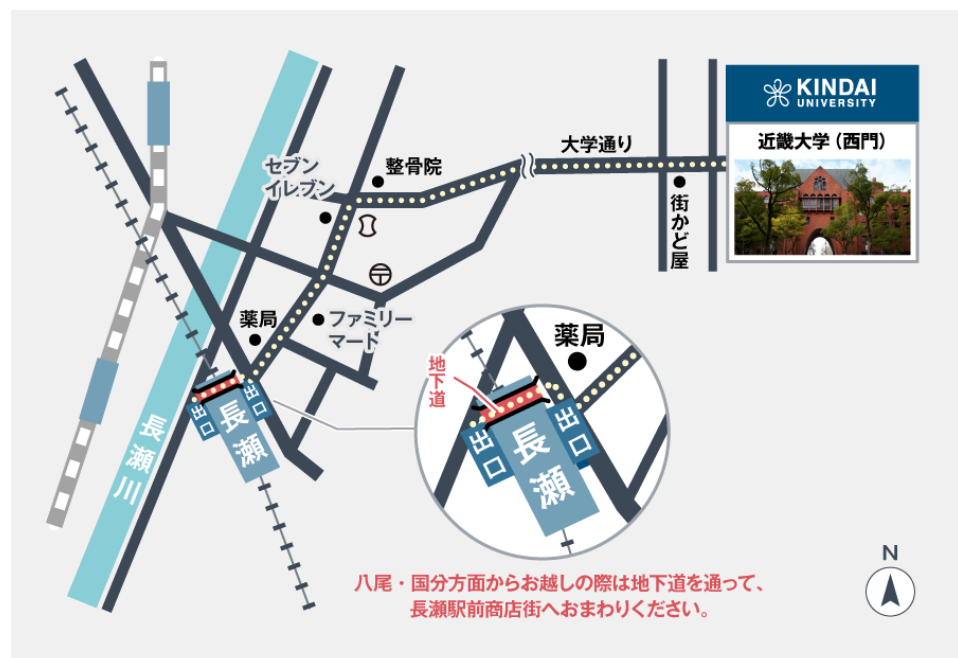 KINDAI
UNIVERSITY
近畿大学（西門）
大学通り
整骨院
セブン
イレブン
街かど屋
〒
薬局
ファミリー
マート
出口
出口
長瀬
長瀬川
薬局
地下道
出口
出口
長瀬
八尾・国分方面からお越しの際は地下道を通って、
長瀬駅前商店街へおまわりください。
N